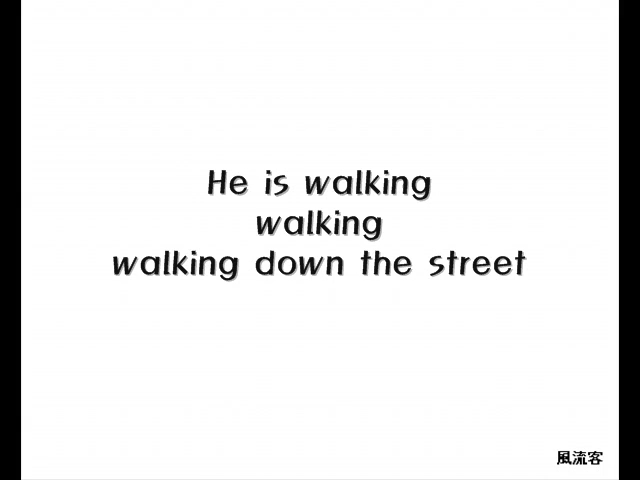 He is walking
walking
walking down the street
風流客